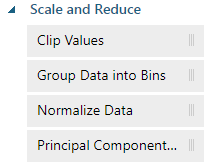 Scale and Reduce
Clip Values
Group Data into Bins
Normalize Data
Principal Component...